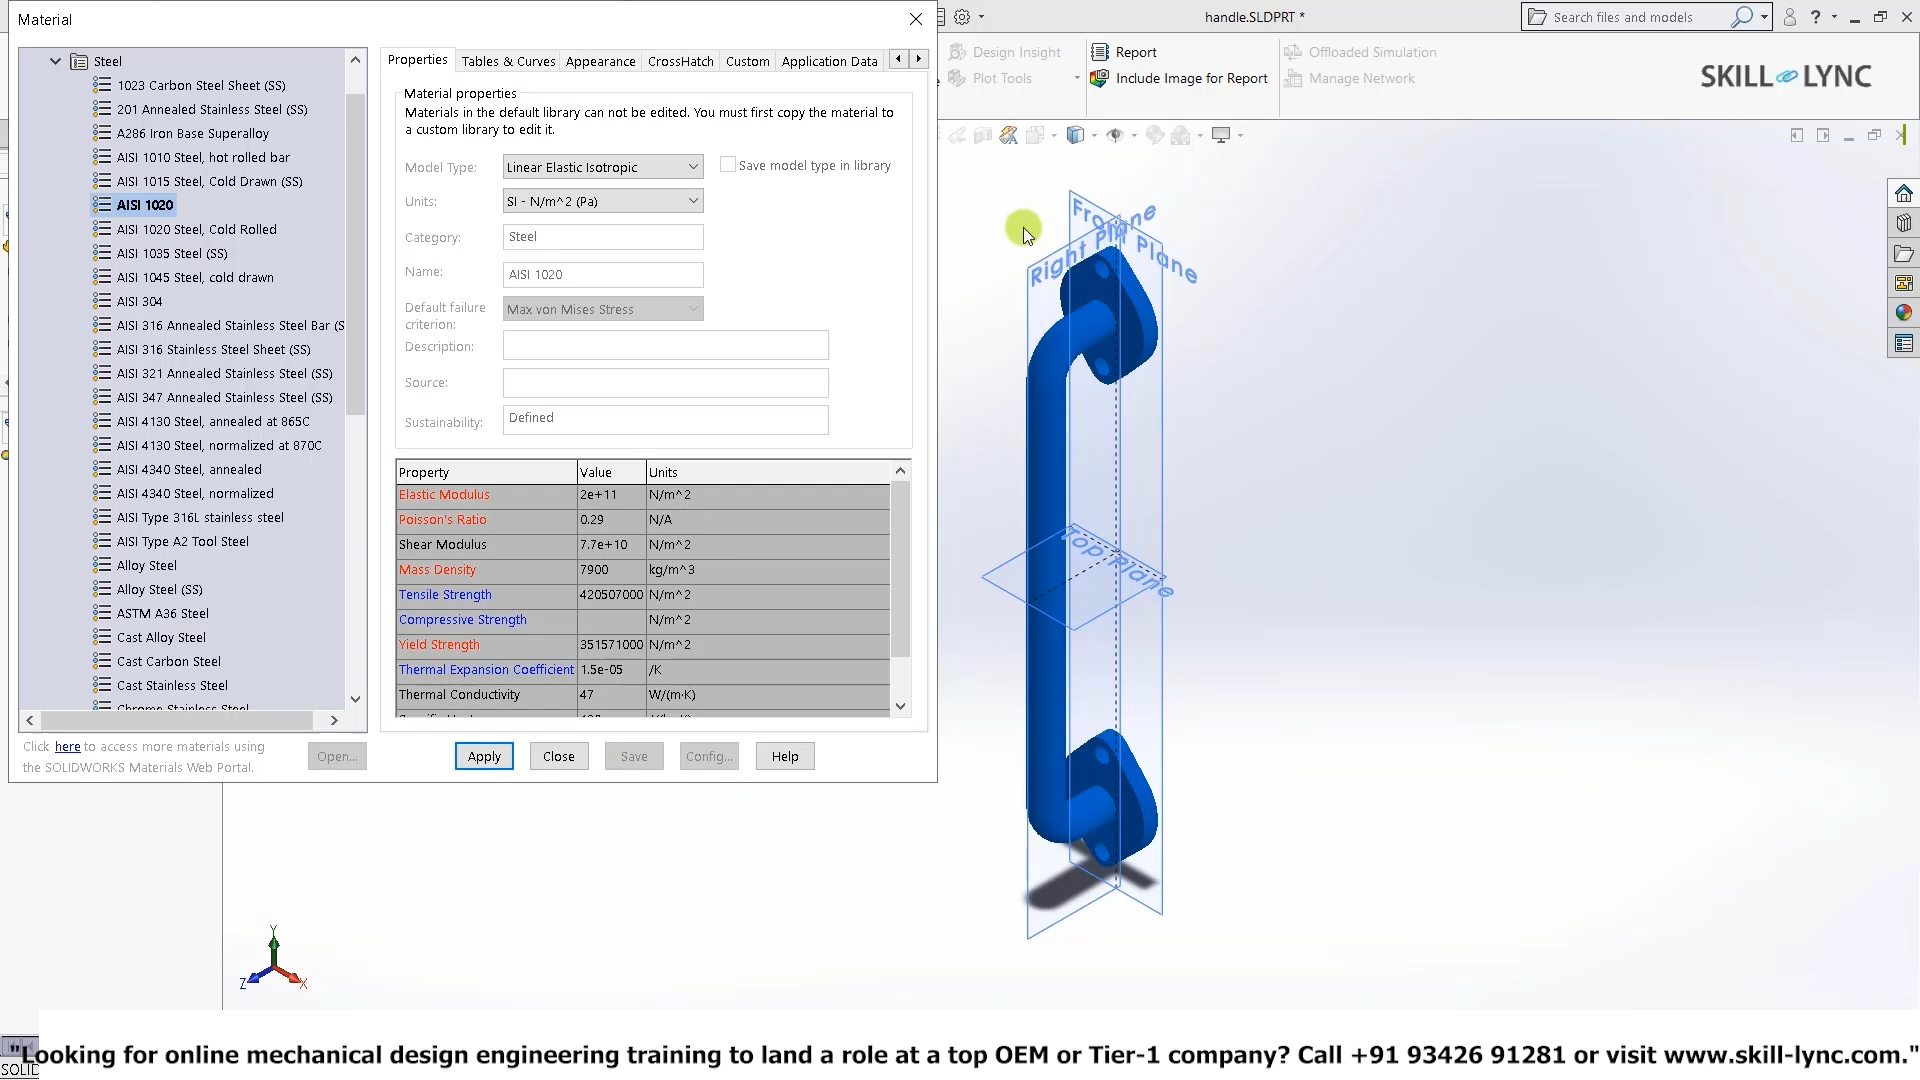 Material
Steel
1023 Carbon Steel Sheet (SS)
201 Annealed Stainless Steel (SS)
A286 Iron Base Superalloy
AISI 1010 Steel, hot rolled bar
AISI 1015 Steel, Cold Drawn (SS)
AISI 1020
AISI 1020 Steel, Cold Rolled
AISI 1035 Steel (SS)
AISI 1045 Steel, cold drawn
AISI 304
AISI 316 Annealed Stainless Steel Bar (S
AISI 316 Stainless Steel Sheet (SS)
AISI 321 Annealed Stainless Steel (SS)
AISI 347 Annealed Stainless Steel (SS)
AISI 4130 Steel, annealed at 865C
AISI 4130 Steel, normalized at 870C
AISI 4340 Steel, annealed
AISI 4340 Steel, normalized
AISI Type 316L stainless steel
AISI Type A2 Tool Steel
Alloy Steel
Alloy Steel (SS)
ASTM A36 Steel
Cast Alloy Steel
Cast Carbon Steel
Cast Stainless Steel
Chrome Stainless Steel
Click here to access more materials using
the SOLIDWORKS Materials Web Portal.
Open...
Properties Tables & Curves Appearance CrossHatch Custom Application Data
Material properties
Materials in the default library can not be edited. You must first copy the material to
a custom library to edit it.
Model Type: Linear Elastic Isotropic Save model type in library
Units: SI - N/m^2 (Pa)
Category: Steel
Name: AISI 1020
Default failure
criterion: Max von Mises Stress
Description:
Source:
Sustainability: Defined
Property Value Units
Elastic Modulus 2e+11 N/m^2
Poisson's Ratio 0.29 N/A
Shear Modulus 7.7e+10 N/m^2
Mass Density 7900 kg/m^3
Tensile Strength 420507000 N/m^2
Compressive Strength N/m^2
Yield Strength 351571000 N/m^2
Thermal Expansion Coefficient 1.5e-05 /K
Thermal Conductivity 47 W/(m·K)
Apply Close Save Config... Help
handle.SLDPRT *
Search files and models
?
Design Insight
Plot Tools
Report
Include Image for Report
Offloaded Simulation
Manage Network
SKILL LYNC
Right Pla
Plane
Top Plane
Y
Z
X
SOLID
"Looking for online mechanical design engineering training to land a role at a top OEM or Tier-1 company? Call +91 93426 91281 or visit www.skill-lync.com."